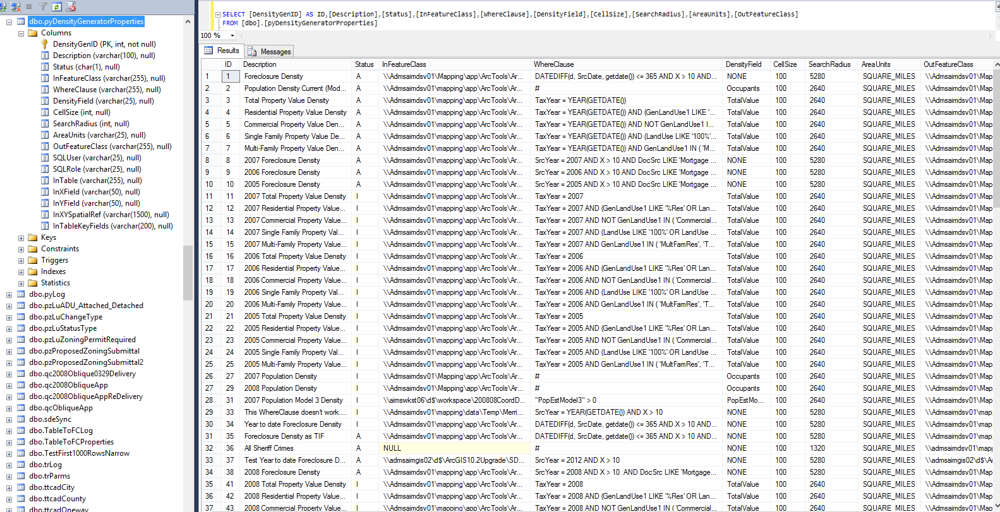 dbo.pyDensityGeneratorProperties
Columns
DensityGenID (PK, int, not null)
Description (varchar(100), null)
Status (char(1), null)
InFeatureClass (varchar(255), null)
WhereClause (varchar(255), null)
DensityField (varchar(25), null)
CellSize (int, null)
SearchRadius (int, null)
AreaUnits (varchar(25), null)
OutFeatureClass (varchar(255), null)
SQLUser (varchar(25), null)
SQLRole (varchar(25), null)
InTable (varchar(255), null)
InXField (varchar(50), null)
InYField (varchar(50), null)
InXYSpatialRef (varchar(1500), null)
InTableKeyFields (varchar(200), null)
Keys
Constraints
Triggers
Indexes
Statistics
dbo.pyLog
dbo.pzLuADU_Attached_Detached
dbo.pzLuChangeType
dbo.pzLuStatusType
dbo.pzLuZoningPermitRequired
dbo.pzProposedZoningSubmittal
dbo.pzProposedZoningSubmittal2
dbo.qc2008Oblique0329Delivery
dbo.qc2008ObliqueApp
dbo.qc2008ObliqueAppReDelivery
dbo.qcObliqueApp
dbo.sdeSync
dbo.TableToFCLog
dbo.TableToFCProperties
dbo.TestFirst1000RowsNarrow
dbo.trLog
dbo.trParms
dbo.ttcadCity
dbo.ttcadCounty
dbo.ttcadOneway
SELECT [DensityGenID] AS ID,[Description],[Status],[InFeatureClass],[WhereClause],[DensityField],[CellSize],[SearchRadius],[AreaUnits],[OutFeatureClass]
FROM [dbo].[pyDensityGeneratorProperties]
100 %
Results Messages
ID Description Status InFeatureClass WhereClause DensityField CellSize SearchRadius AreaUnits OutFeatureClass
1 1 Foreclosure Density A \\Admsaimdsv01\Mapping\app\ArcTools\Ar... DATEDIFF(d, SrcDate, getdate()) <= 365 AND X > 10 AND... NONE 100 5280 SQUARE_MILES \\Admsaimdsv01\Map
2 2 Population Density Current (Mod... A \\Admsaimdsv01\mapping\app\ArcTools\Ar... # Occupants 100 2640 SQUARE_MILES \\Admsaimdsv01\Map
3 3 Total Property Value Density A \\Admsaimdsv01\mapping\app\ArcTools\Ar... TaxYear = YEAR(GETDATE()) TotalValue 100 2640 SQUARE_MILES \\Admsaimdsv01\Map
4 4 Residential Property Value Density A \\Admsaimdsv01\mapping\app\ArcTools\Ar... TaxYear = YEAR(GETDATE()) AND (GenLandUse1 LIKE '... TotalValue 100 2640 SQUARE_MILES \\Admsaimdsv01\Map
5 5 Commercial Property Value Den... A \\Admsaimdsv01\mapping\app\ArcTools\Ar... TaxYear = YEAR(GETDATE()) AND NOT GenLandUse1 I... TotalValue 100 2640 SQUARE_MILES \\Admsaimdsv01\Map
6 6 Single Family Property Value De... A \\Admsaimdsv01\mapping\app\ArcTools\Ar... TaxYear = YEAR(GETDATE()) AND (LandUse LIKE '100%'... TotalValue 100 2640 SQUARE_MILES \\Admsaimdsv01\Map
7 7 Multi-Family Property Value Den... A \\Admsaimdsv01\mapping\app\ArcTools\Ar... TaxYear = YEAR(GETDATE()) AND GenLandUse1 IN ( 'M... TotalValue 100 2640 SQUARE_MILES \\Admsaimdsv01\Map
8 8 2007 Foreclosure Density A \\Admsaimdsv01\mapping\app\ArcTools\Ar... SrcYear = 2007 AND X > 10 AND DocSrc LIKE 'Mortgage ... NONE 100 5280 SQUARE_MILES \\Admsaimdsv01\Map
9 9 2006 Foreclosure Density A \\Admsaimdsv01\mapping\app\ArcTools\Ar... SrcYear = 2006 AND X > 10 AND DocSrc LIKE 'Mortgage ... NONE 100 5280 SQUARE_MILES \\Admsaimdsv01\Map
10 10 2005 Foreclosure Density A \\Admsaimdsv01\mapping\app\ArcTools\Ar... SrcYear = 2005 AND X > 10 AND DocSrc LIKE 'Mortgage ... NONE 100 5280 SQUARE_MILES \\Admsaimdsv01\Map
11 11 2007 Total Property Value Density I \\Admsaimdsv01\mapping\app\ArcTools\Ar... TaxYear = 2007 TotalValue 100 2640 SQUARE_MILES \\Admsaimdsv01\Map
12 12 2007 Residential Property Value... I \\Admsaimdsv01\mapping\app\ArcTools\Ar... TaxYear = 2007 AND (GenLandUse1 LIKE '%Res' OR Lan... TotalValue 100 2640 SQUARE_MILES \\Admsaimdsv01\Map
13 13 2007 Commercial Property Value... I \\Admsaimdsv01\mapping\app\ArcTools\Ar... TaxYear = 2007 AND NOT GenLandUse1 IN ( 'Commercial... TotalValue 100 2640 SQUARE_MILES \\Admsaimdsv01\Map
14 14 2007 Single Family Property Val... I \\Admsaimdsv01\mapping\app\ArcTools\Ar... TaxYear = 2007 AND (LandUse LIKE '100%' OR LandUse ... TotalValue 100 2640 SQUARE_MILES \\Admsaimdsv01\Map
15 15 2007 Multi-Family Property Value... I \\Admsaimdsv01\mapping\app\ArcTools\Ar... TaxYear = 2007 AND GenLandUse1 IN ( 'MultFamRes', 'T... TotalValue 100 2640 SQUARE_MILES \\Admsaimdsv01\Map
16 16 2006 Total Property Value Density I \\Admsaimdsv01\mapping\app\ArcTools\Ar... TaxYear = 2006 TotalValue 100 2640 SQUARE_MILES \\Admsaimdsv01\Map
17 17 2006 Residential Property Value... I \\Admsaimdsv01\mapping\app\ArcTools\Ar... TaxYear = 2006 AND (GenLandUse1 LIKE '%Res' OR Lan... TotalValue 100 2640 SQUARE_MILES \\Admsaimdsv01\Map
18 18 2006 Commercial Property Value... I \\Admsaimdsv01\mapping\app\ArcTools\Ar... TaxYear = 2006 AND NOT GenLandUse1 IN ( 'Commercial... TotalValue 100 2640 SQUARE_MILES \\Admsaimdsv01\Map
19 19 2006 Single Family Property Val... I \\Admsaimdsv01\mapping\app\ArcTools\Ar... TaxYear = 2006 AND (LandUse LIKE '100%' OR LandUse ... TotalValue 100 2640 SQUARE_MILES \\Admsaimdsv01\Map
20 20 2006 Multi-Family Property Value... I \\Admsaimdsv01\mapping\app\ArcTools\Ar... TaxYear = 2006 AND GenLandUse1 IN ( 'MultFamRes', 'T... TotalValue 100 2640 SQUARE_MILES \\Admsaimdsv01\Map
21 21 2005 Total Property Value Density I \\Admsaimdsv01\mapping\app\ArcTools\Ar... TaxYear = 2005 TotalValue 100 2640 SQUARE_MILES \\Admsaimdsv01\Map
22 22 2005 Residential Property Value... I \\Admsaimdsv01\mapping\app\ArcTools\Ar... TaxYear = 2005 AND (GenLandUse1 LIKE '%Res' OR Lan... TotalValue 100 2640 SQUARE_MILES \\Admsaimdsv01\Map
23 23 2005 Commercial Property Value... I \\Admsaimdsv01\mapping\app\ArcTools\Ar... TaxYear = 2005 AND NOT GenLandUse1 IN ( 'Commercial... TotalValue 100 2640 SQUARE_MILES \\Admsaimdsv01\Map
24 24 2005 Single Family Property Val... I \\Admsaimdsv01\mapping\app\ArcTools\Ar... TaxYear = 2005 AND (LandUse LIKE '100%' OR LandUse ... TotalValue 100 2640 SQUARE_MILES \\Admsaimdsv01\Map
25 25 2005 Multi-Family Property Value... I \\Admsaimdsv01\mapping\app\ArcTools\Ar... TaxYear = 2005 AND GenLandUse1 IN ( 'MultFamRes', 'T... TotalValue 100 2640 SQUARE_MILES \\Admsaimdsv01\Map
26 27 2007 Population Density I \\Admsaimdsv01\Mapping\app\ArcTools\Ar... # Occupants 100 2640 SQUARE_MILES \\Admsaimdsv01\Map
27 29 2008 Population Density I \\Admsaimdsv01\Mapping\app\ArcTools\Ar... # Occupants 100 2640 SQUARE_MILES \\Admsaimdsv01\Map
28 31 2007 Population Model 3 Density I \\aimswkst06\d$\workspace\200808CoordD... "PopEstModel3" > 0 PopEstMo... 100 2640 SQUARE_MILES \\Admsaimdsv01\Map
29 33 This WhereClause doesn't work.... I \\Admsaimdsv01\mapping\data\Temp\Merri... SrcYear = YEAR(GETDATE()) AND X > 10 NONE 100 5280 SQUARE_MILES \\Admsaimdsv01\map
30 34 Year to date Foreclosure Density I \\Admsaimdsv01\mapping\app\ArcTools\Ar... DATEDIFF(d, SrcDate, getdate()) <= 365 AND X > 10 AND... NONE 100 5280 SQUARE_MILES \\Admsaimdsv01\map
31 35 Foreclosure Density as TIF A \\Admsaimdsv01\mapping\app\ArcTools\Ar... DATEDIFF(d, SrcDate, getdate()) <= 365 AND X > 10 AND... NONE 100 5280 SQUARE_MILES \\Admsaimdsv01\Map
32 36 All Sheriff Crimes A NULL # NONE 100 1320 SQUARE_MILES \\admsaimdsv01\mapp
33 37 Test Year to date Foreclosure D... A \\admsaimgis02\d$\ArcGIS10.2Upgrade\SD... SrcYear = 2012 AND X > 10 NONE 100 5280 SQUARE_MILES \\admsaimgis02\d$\Ar
34 38 2008 Foreclosure Density A \\Admsaimdsv01\mapping\app\ArcTools\Ar... SrcYear = 2008 AND X > 10  AND DocSrc LIKE 'Mortgage... NONE 100 5280 SQUARE_MILES \\Admsaimdsv01\Map
35 41 2008 Total Property Value Density I \\Admsaimdsv01\mapping\app\ArcTools\Ar... TaxYear = 2008 TotalValue 100 2640 SQUARE_MILES \\Admsaimdsv01\Map
36 42 2008 Residential Property Value... I \\Admsaimdsv01\mapping\app\ArcTools\Ar... TaxYear = 2008 AND (GenLandUse1 LIKE '%Res' OR Lan... TotalValue 100 2640 SQUARE_MILES \\Admsaimdsv01\Map
37 43 2008 Commercial Property Value... I \\Admsaimdsv01\mapping\app\ArcTools\Ar... TaxYear = 2008 AND NOT GenLandUse1 IN ( 'Commercial... TotalValue 100 2640 SQUARE_MILES \\Admsaimdsv01\Map